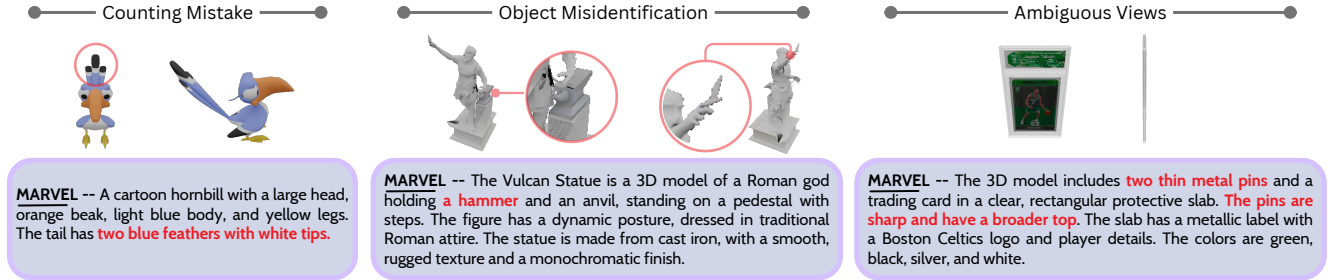 Counting Mistake
Object Misidentification
Ambiguous Views
MARVEL -- A cartoon hornbill with a large head,
orange beak, light blue body, and yellow legs.
The tail has two blue feathers with white tips.
MARVEL -- The Vulcan Statue is a 3D model of a Roman god
holding a hammer and an anvil, standing on a pedestal with
steps. The figure has a dynamic posture, dressed in traditional
Roman attire. The statue is made from cast iron, with a smooth,
rugged texture and a monochromatic finish.
MARVEL -- The 3D model includes two thin metal pins and a
trading card in a clear, rectangular protective slab. The pins are
sharp and have a broader top. The slab has a metallic label with
a Boston Celtics logo and player details. The colors are green,
black, silver, and white.